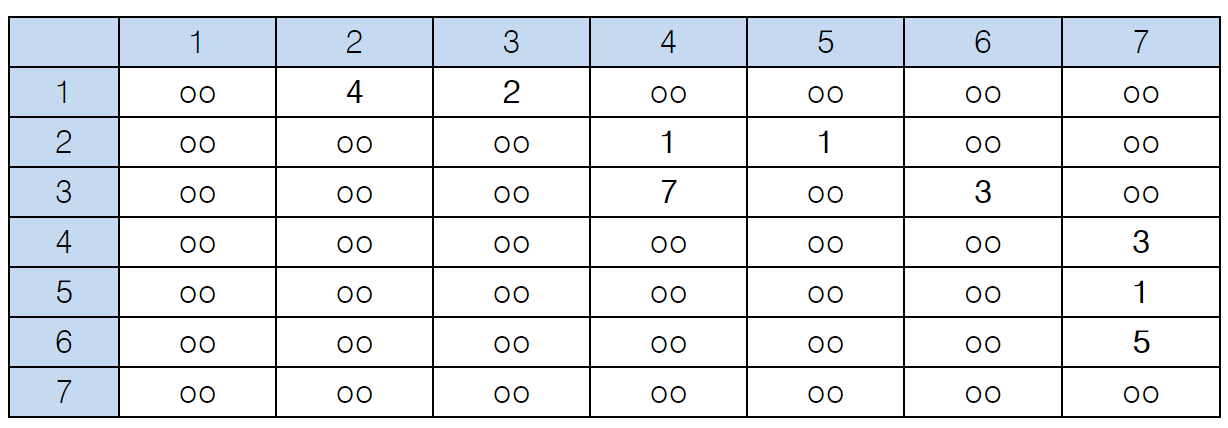 1 2 3 4 5 6 7
1 oo 4 2 oo oo oo oo
2 oo oo oo 1 1 oo oo
3 oo oo oo 7 oo 3 oo
4 oo oo oo oo oo oo 3
5 oo oo oo oo oo oo 1
6 oo oo oo oo oo oo 5
7 oo oo oo oo oo oo oo